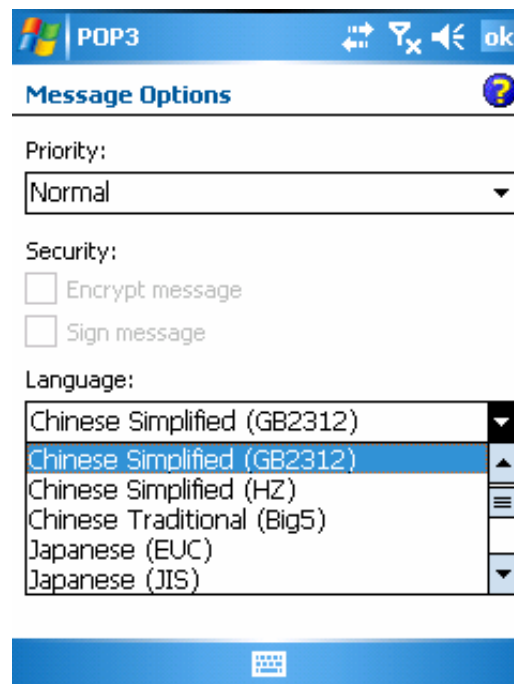 POP3
ok
Message Options
Priority:
Normal
Security:
Encrypt message
Sign message
Language:
Chinese Simplified (GB2312)
Chinese Simplified (GB2312)
Chinese Simplified (HZ)
Chinese Traditional (Big5)
Japanese (EUC)
Japanese (JIS)